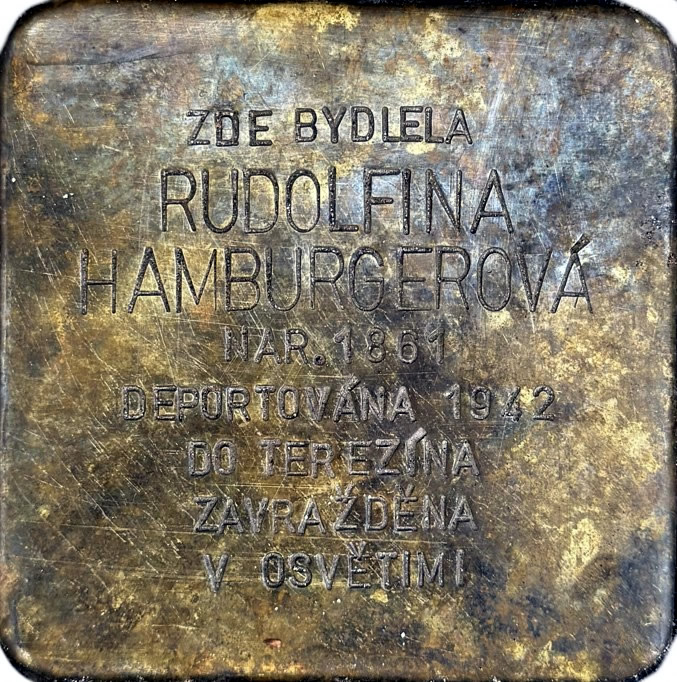 ZDE BYDLELA
RUDOLFINA
HAMBURGEROVÁ
NAR. 1861
DEPORTOVÁNA 1942
DO TEREZÍNA
ZAVRAŽDĚNA
V OSVĚTIMI